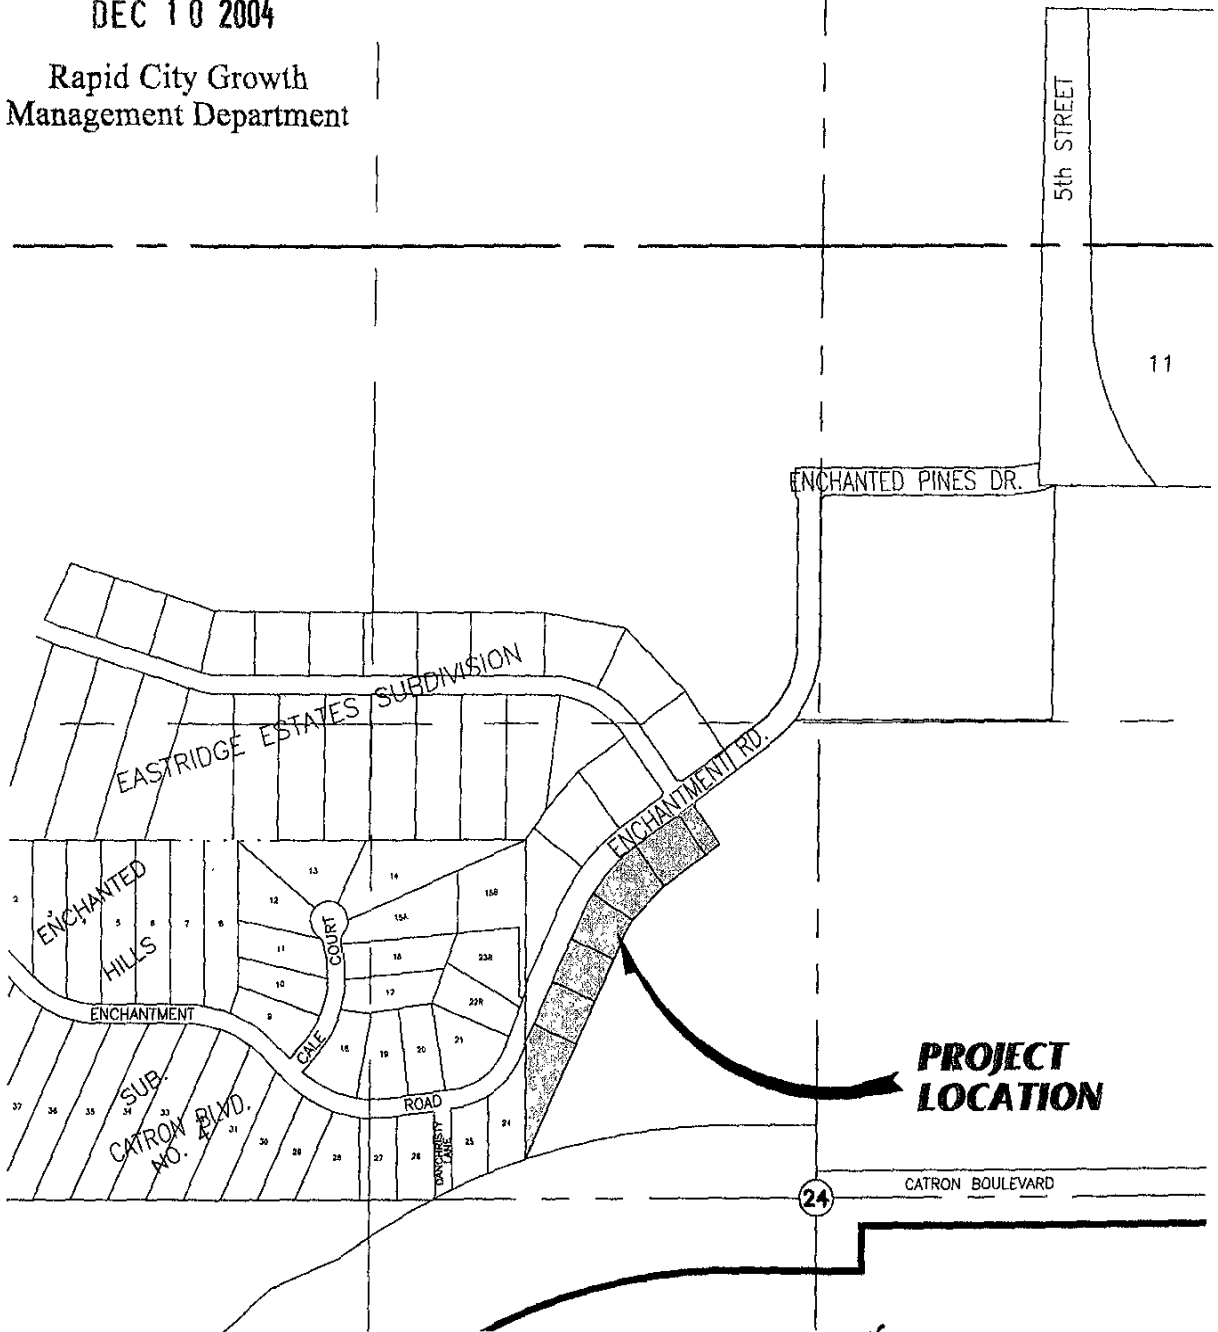 DEC 10 2004
Rapid City Growth
Management Department
5th STREET
11
ENCHANTED PINES DR.
EASTRIDGE ESTATES SUBDIVISION
ENCHANTMENT RD.
ENCHANTED
HILLS
2
3
4
5
6
7
8
13
14
12
15A
15B
11
COURT
16
23R
10
17
22R
9
ENCHANTMENT
CALE
18
19
20
21
ROAD
SUB.
CATRON BLVD.
NO. 4
37
36
35
34
33
31
30
29
28
27
26
DANCHRISTY
LANE
25
24
PROJECT
LOCATION
CATRON BOULEVARD
24